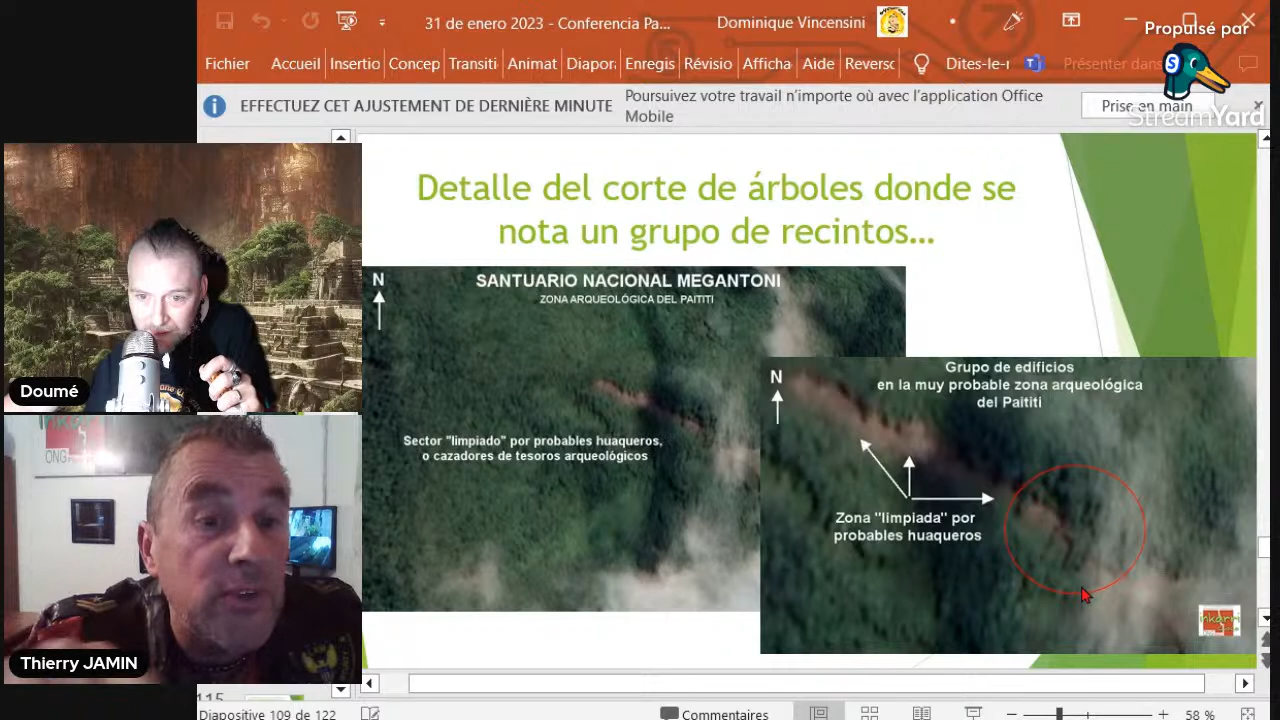 31 de enero 2023 - Conferencia Pa...
Dominique Vincensini
Propulsé par
StreamYard
Fichier
Accueil
Insertio
Concep
Transiti
Animat
Diapora
Enregis
Révisio
Afficha
Aide
Reversc
Dites-le-r
Présenter dans
EFFECTUEZ CET AJUSTEMENT DE DERNIÈRE MINUTE
Poursuivez votre travail n'importe où avec l'application Office
Mobile
Prise en main
Detalle del corte de árboles donde se
nota un grupo de recintos...
N
SANTUARIO NACIONAL MEGANTONI
ZONA ARQUEOLÓGICA DEL PAITITI
Sector "limpiado" por probables huaqueros,
o cazadores de tesoros arqueológicos
N
Grupo de edificios
en la muy probable zona arqueológica
del Paititi
Zona "limpiada" por
probables huaqueros
inkarri
Doumé
ONG
Thierry JAMIN
115
Diapositive 109 de 122
Commentaires
58 %